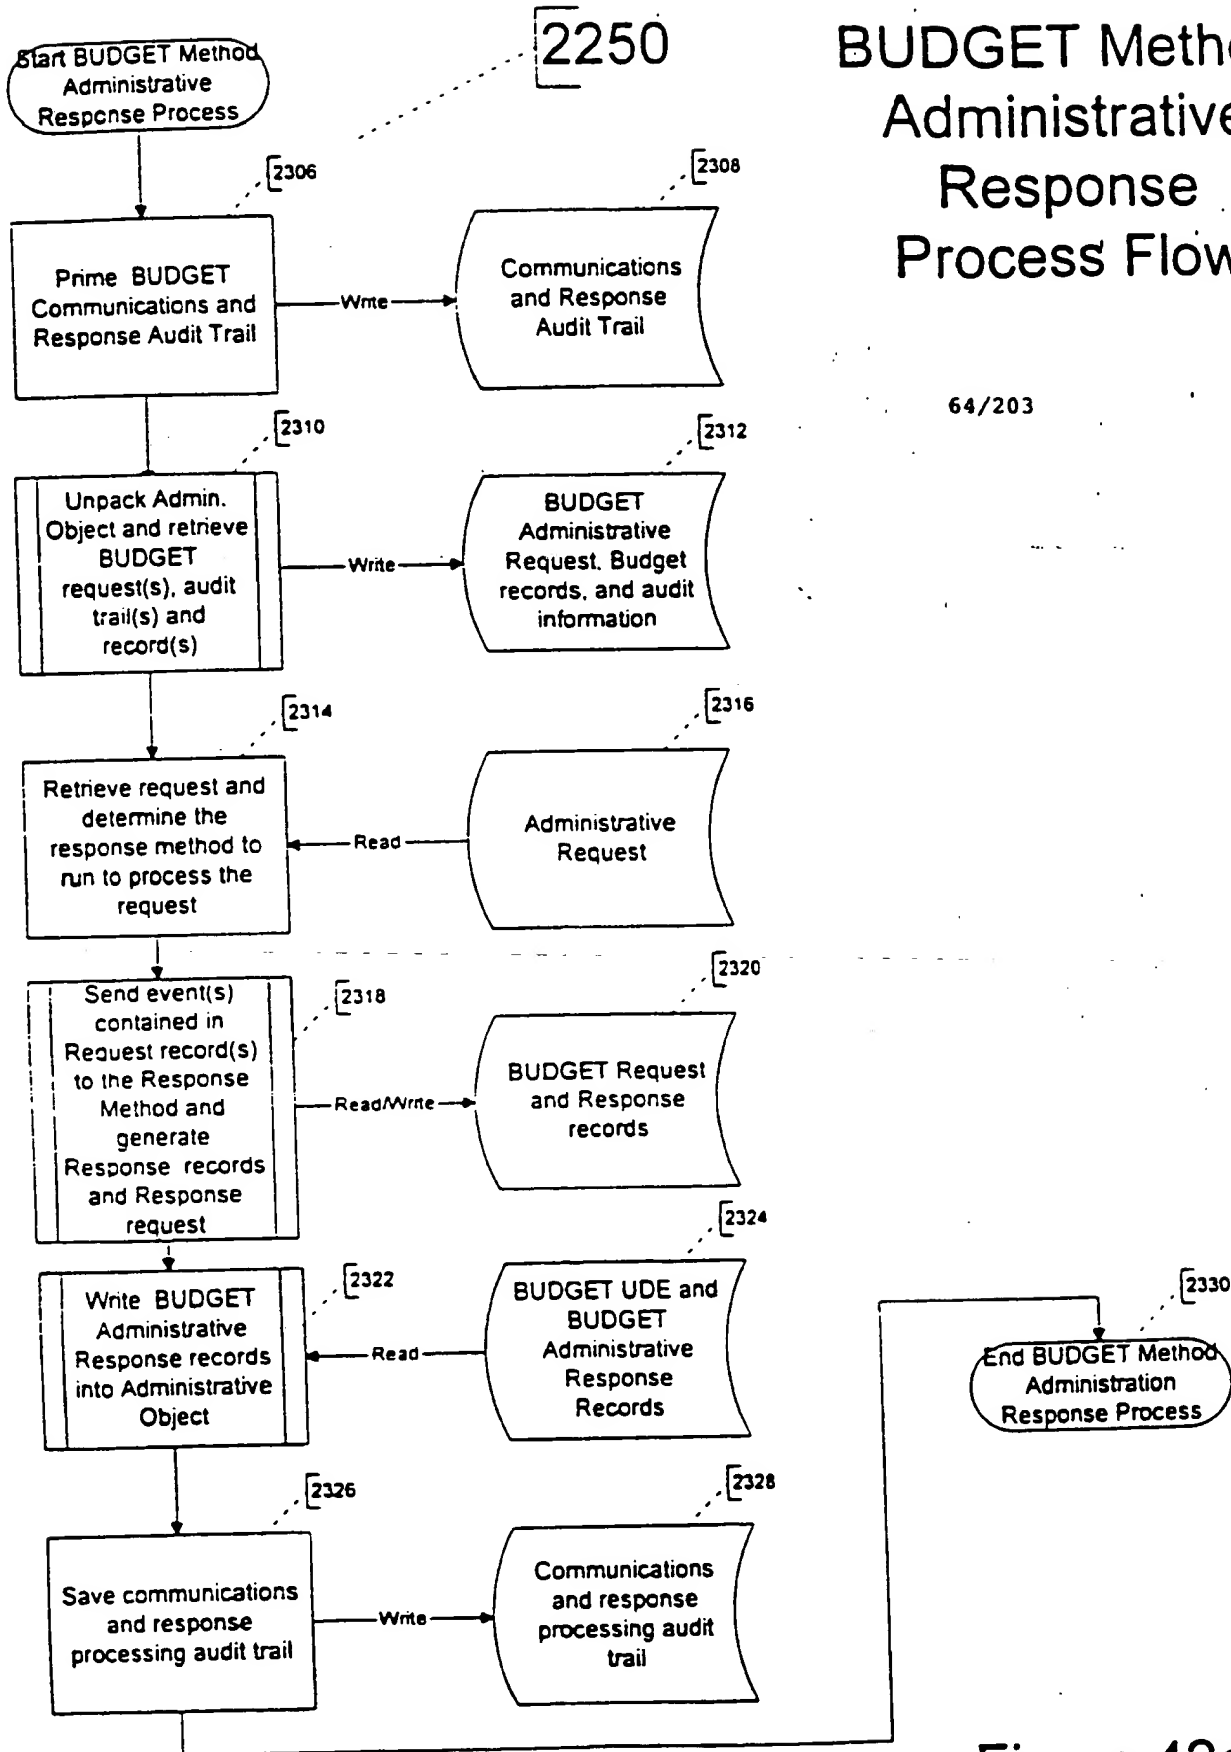 2250
BUDGET Metho
Administrative
Response
Process Flow
64/203
Start BUDGET Method
Administrative
Response Process
2306
Prime BUDGET
Communications and
Response Audit Trail
Write
2308
Communications
and Response
Audit Trail
2310
Unpack Admin.
Object and retrieve
BUDGET
request(s), audit
trail(s) and
record(s)
Write
2312
BUDGET
Administrative
Request, Budget
records, and audit
information
2314
Retrieve request and
determine the
response method to
run to process the
request
Read
2316
Administrative
Request
2318
Send event(s)
contained in
Request record(s)
to the Response
Method and
generate
Response records
and Response
request
Read/Write
2320
BUDGET Request
and Response
records
2322
Write BUDGET
Administrative
Response records
into Administrative
Object
Read
2324
BUDGET UDE and
BUDGET
Administrative
Response
Records
2326
Save communications
and response
processing audit trail
Write
2328
Communications
and response
processing audit
trail
2330
End BUDGET Method
Administration
Response Process